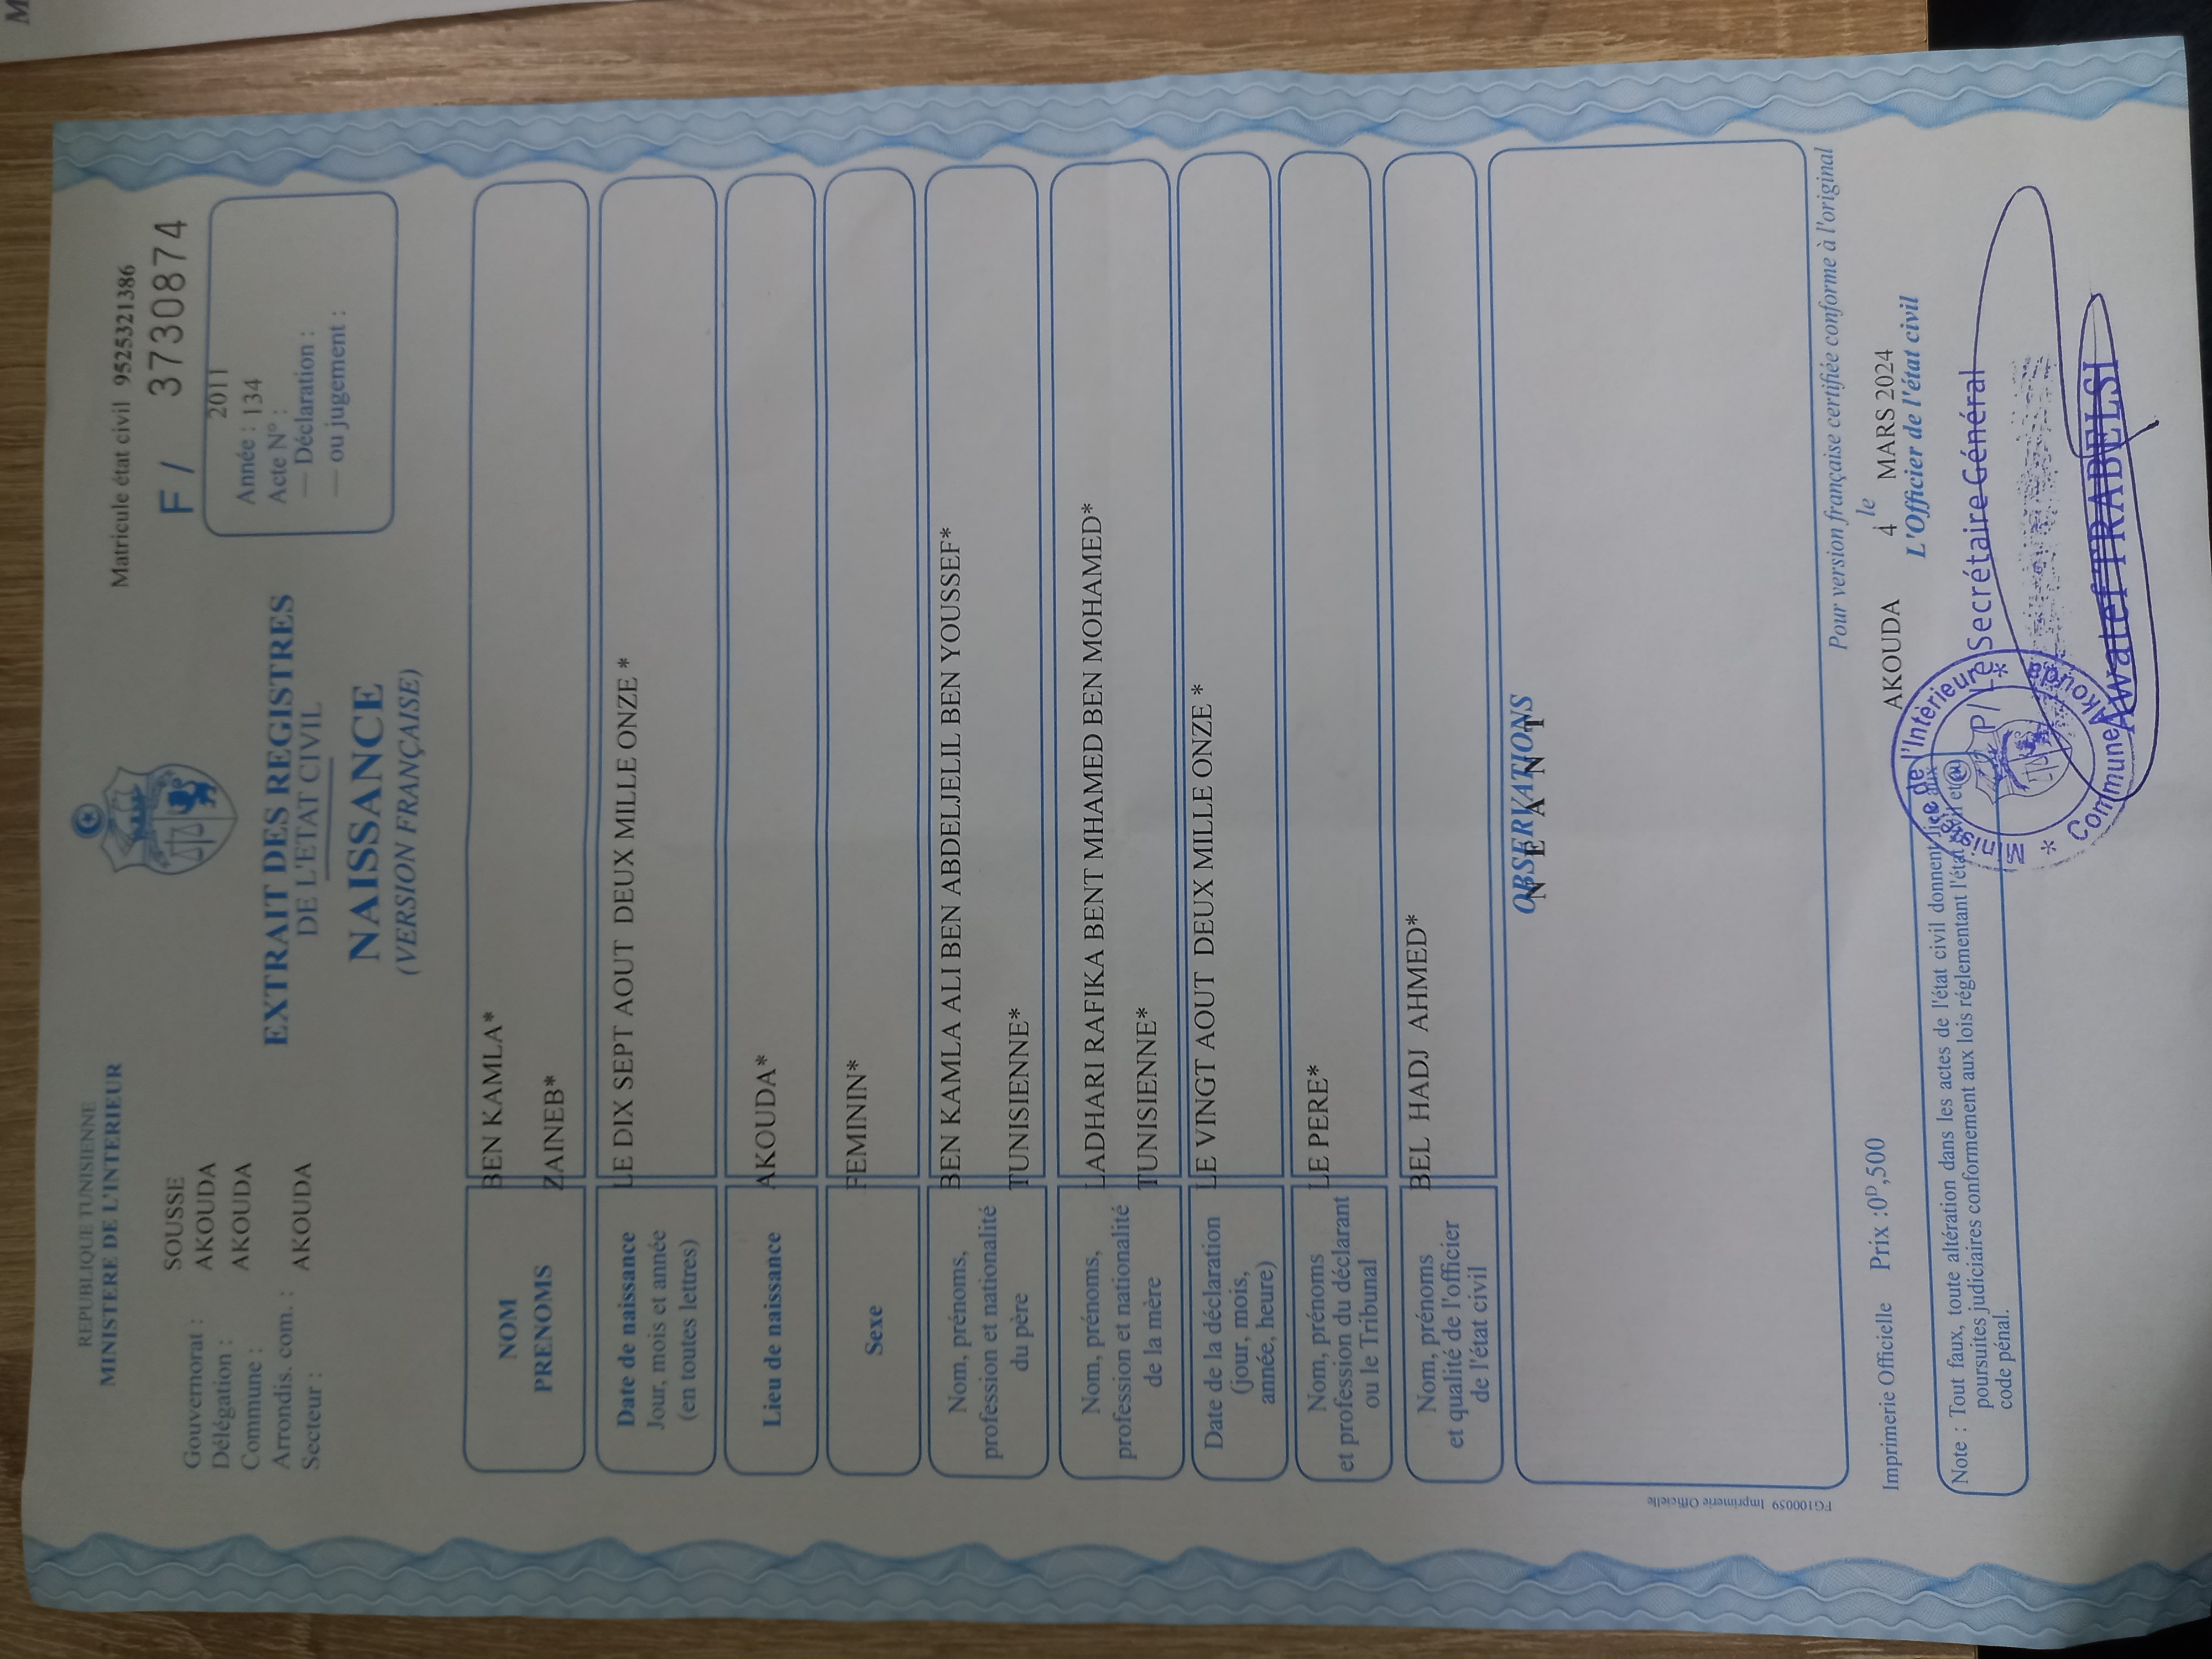 REPUBLIQUE TUNISIENNE
MINISTERE DE L'INTERIEUR
Gouvernorat : SOUSSE
Délégation : AKOUDA
Commune : AKOUDA
Arrondis. com. :
Secteur : AKOUDA
Matricule état civil 9525321386
F / 3730874
2011
Année : 134
Acte N° :
— Déclaration :
— ou jugement :
EXTRAIT DES REGISTRES
DE L'ETAT CIVIL
NAISSANCE
(VERSION FRANÇAISE)
NOM
PRENOMS
BEN KAMLA*
ZAINEB*
Date de naissance
Jour, mois et année
(en toutes lettres)
LE DIX SEPT AOUT DEUX MILLE ONZE *
Lieu de naissance
AKOUDA*
Sexe
FEMININ*
Nom, prénoms,
profession et nationalité
du père
BEN KAMLA ALI BEN ABDELJELIL BEN YOUSSEF*
TUNISIENNE*
Nom, prénoms,
profession et nationalité
de la mère
LADHARI RAFIKA BENT MHAMED BEN MOHAMED*
TUNISIENNE*
Date de la déclaration
(jour, mois,
année, heure)
LE VINGT AOUT DEUX MILLE ONZE *
Nom, prénoms
et profession du déclarant
ou le Tribunal
LE PERE*
Nom, prénoms
et qualité de l'officier
de l'état civil
BEL HADJ AHMED*
OBSERVATIONS
N E A N T
FG100059 Imprimerie Officielle
Pour version française certifiée conforme à l'original
Imprimerie Officielle Prix :0D,500
AKOUDA le 4 MARS 2024
L'Officier de l'état civil
Note : Tout faux, toute altération dans les actes de l'état civil donnent lieu aux
poursuites judiciaires conformement aux lois réglementant l'état civil et au
code pénal.
P/ Le Secrétaire Général
Awatef TRABELSI
Ministère de l'Intérieur
* Commune Akouda *